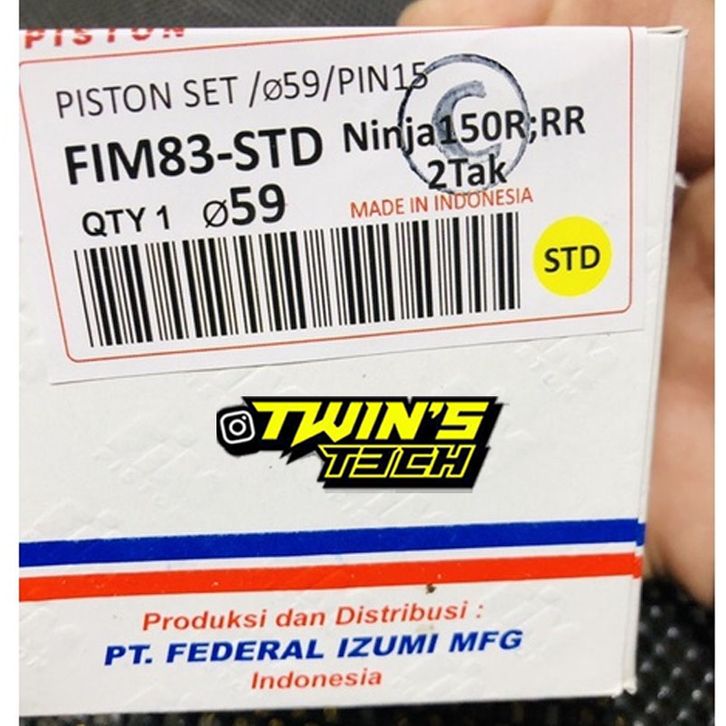 PISTON
PISTON SET /ø59/PIN15
FIM83-STD Ninja150R;RR
2Tak
QTY 1 ø59
MADE IN INDONESIA
STD
C
TWIN'S
T3CH
Produksi dan Distribusi :
PT. FEDERAL IZUMI MFG
Indonesia